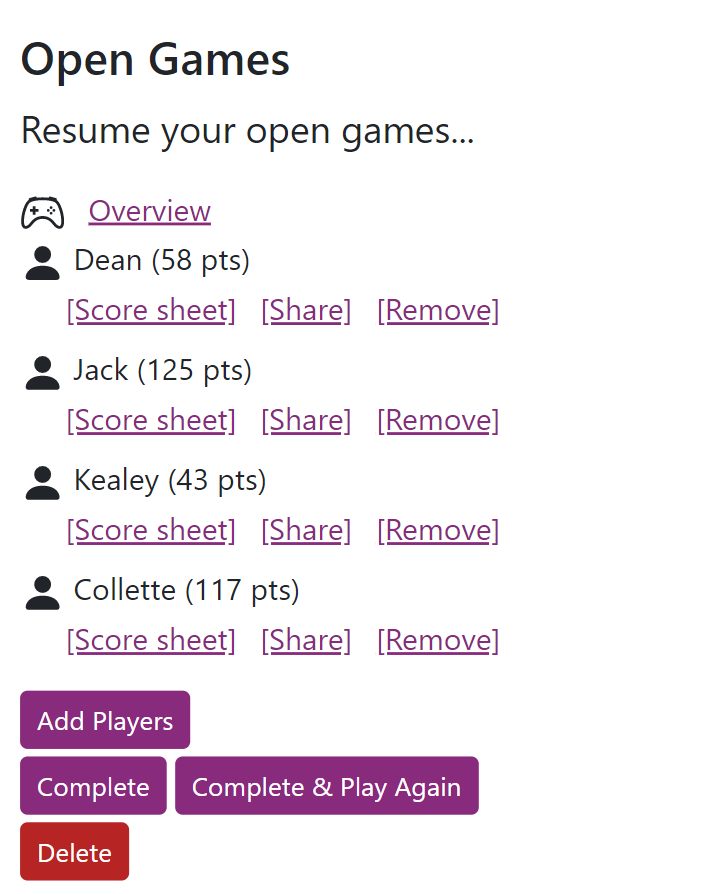 Open Games
Resume your open games...
Overview
Dean (58 pts)
[Score sheet] [Share] [Remove]
Jack (125 pts)
[Score sheet] [Share] [Remove]
Kealey (43 pts)
[Score sheet] [Share] [Remove]
Collette (117 pts)
[Score sheet] [Share] [Remove]
Add Players
Complete Complete & Play Again
Delete